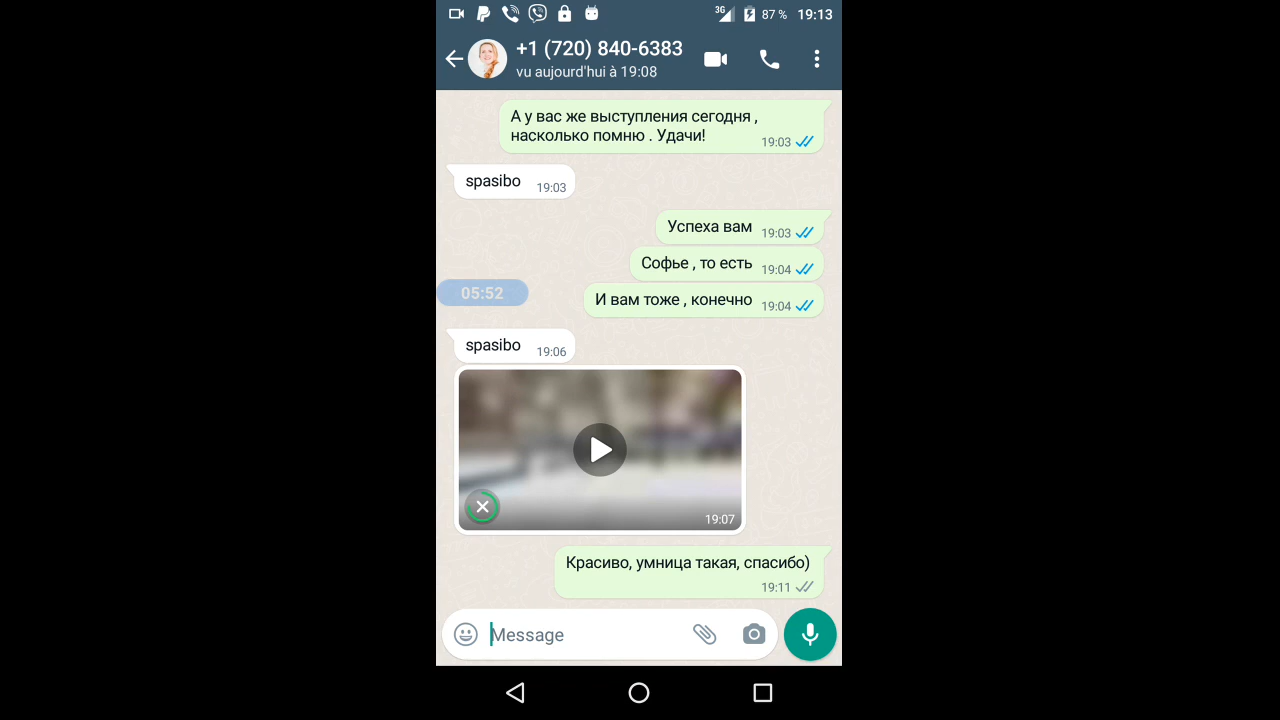 3G
87 %
19:13
+1 (720) 840-6383
vu aujourd'hui à 19:08
А у вас же выступления сегодня ,
насколько помню . Удачи!
19:03
spasibo
19:03
Успеха вам
19:03
Софье , то есть
19:04
05:52
И вам тоже , конечно
19:04
spasibo
19:06
19:07
Красиво, умница такая, спасибо)
19:11
Message